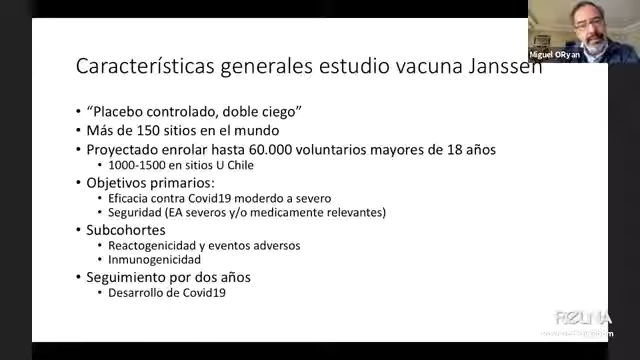 Miguel ORyan
Características generales estudio vacuna Janssen
• “Placebo controlado, doble ciego”
• Más de 150 sitios en el mundo
• Proyectado enrolar hasta 60.000 voluntarios mayores de 18 años
• 1000-1500 en sitios U Chile
• Objetivos primarios:
• Eficacia contra Covid19 moderdo a severo
• Seguridad (EA severos y/o medicamente relevantes)
• Subcohortes
• Reactogenicidad y eventos adversos
• Inmunogenicidad
• Seguimiento por dos años
• Desarrollo de Covid19